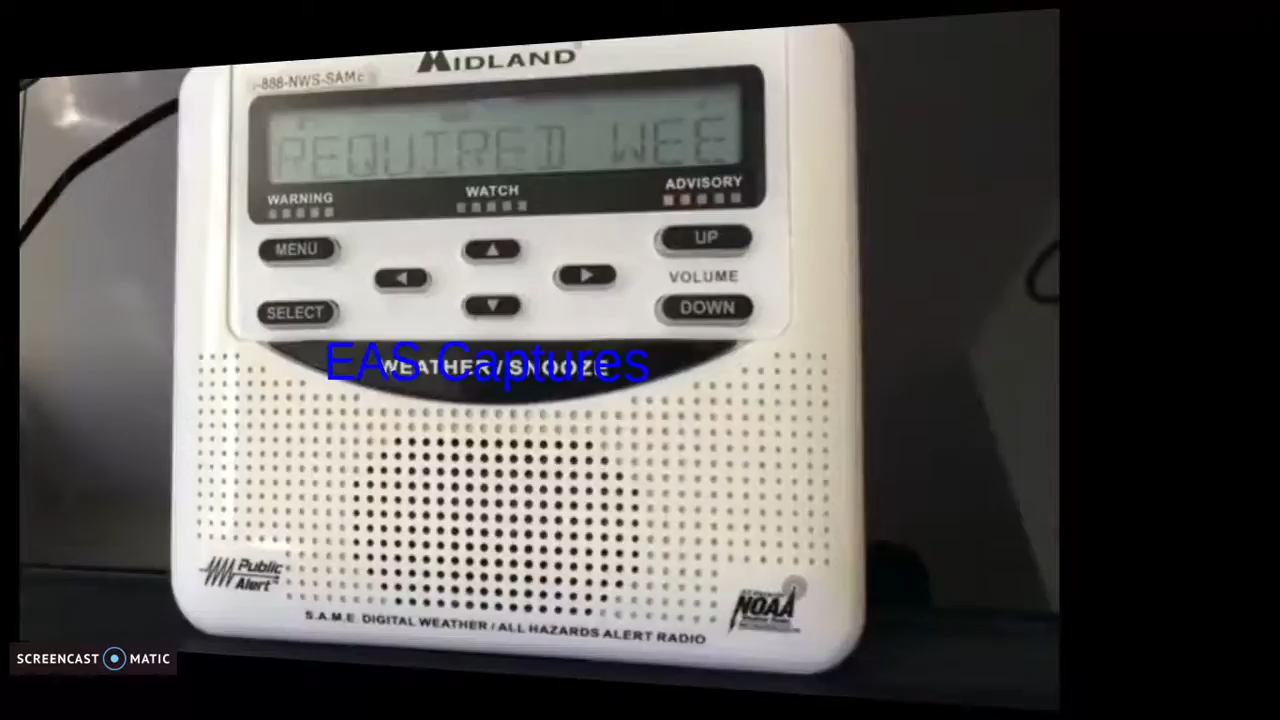 MIDLAND
-888-NWS-SAME
REQUIRED WEE
WARNING
WATCH
ADVISORY
MENU
UP
VOLUME
SELECT
DOWN
WEATHER/SNOOZE
EAS Captures
Public
Alert
NOAA
S.A.M.E. DIGITAL WEATHER / ALL HAZARDS ALERT RADIO
SCREENCAST MATIC